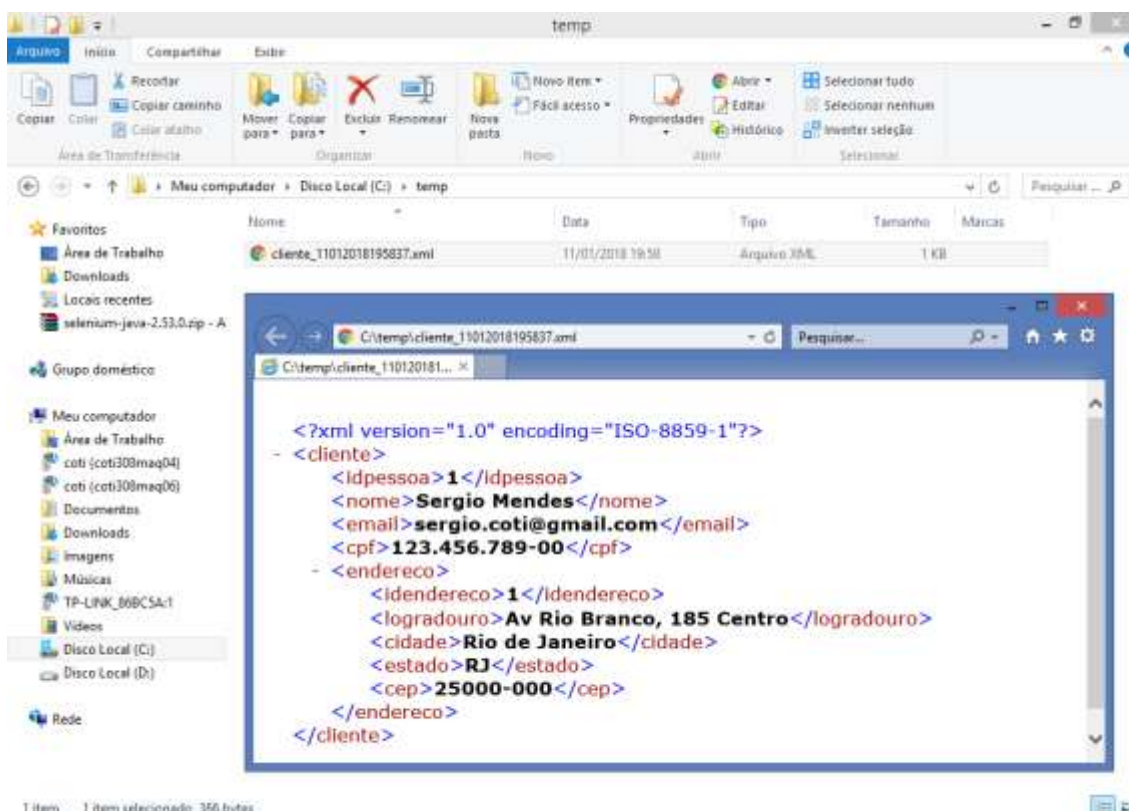 temp
Arquivo Início Compartilhar Exibir
Copiar Colar Recortar Copiar caminho Colar atalho
Mover para Copiar para Excluir Renomear
Nova pasta Novo item Fácil acesso
Propriedades Abrir Editar Histórico
Selecionar tudo Selecionar nenhum Inverter seleção
Área de Transferência Organizar Novo Abrir Selecionar
Meu computador Disco Local (C:) temp Pesquisar ...
Nome Data Tipo Tamanho Marcas
cliente_11012018195837.xml 11/01/2018 19:58 Arquivo XML 1 KB
Favoritos
Área de Trabalho
Downloads
Locais recentes
selenium-java-2.53.0.zip - A
Grupo doméstico
Meu computador
Área de Trabalho
coti (coti308maq04)
coti (coti308maq06)
Documentos
Downloads
Imagens
Músicas
Vídeos
Disco Local (C:)
Disco Local (D:)
Rede
C:\temp\cliente_11012018195837.xml Pesquisar...
C:\temp\cliente_110120181...
<?xml version="1.0" encoding="ISO-8859-1"?>
- <cliente>
<idpessoa>1</idpessoa>
<nome>Sergio Mendes</nome>
<email>sergio.coti@gmail.com</email>
<cpf>123.456.789-00</cpf>
- <endereco>
<idendereco>1</idendereco>
<logradouro>Av Rio Branco, 185 Centro</logradouro>
<cidade>Rio de Janeiro</cidade>
<estado>RJ</estado>
<cep>25000-000</cep>
</endereco>
</cliente>
1 item 1 item selecionado 366 bytes